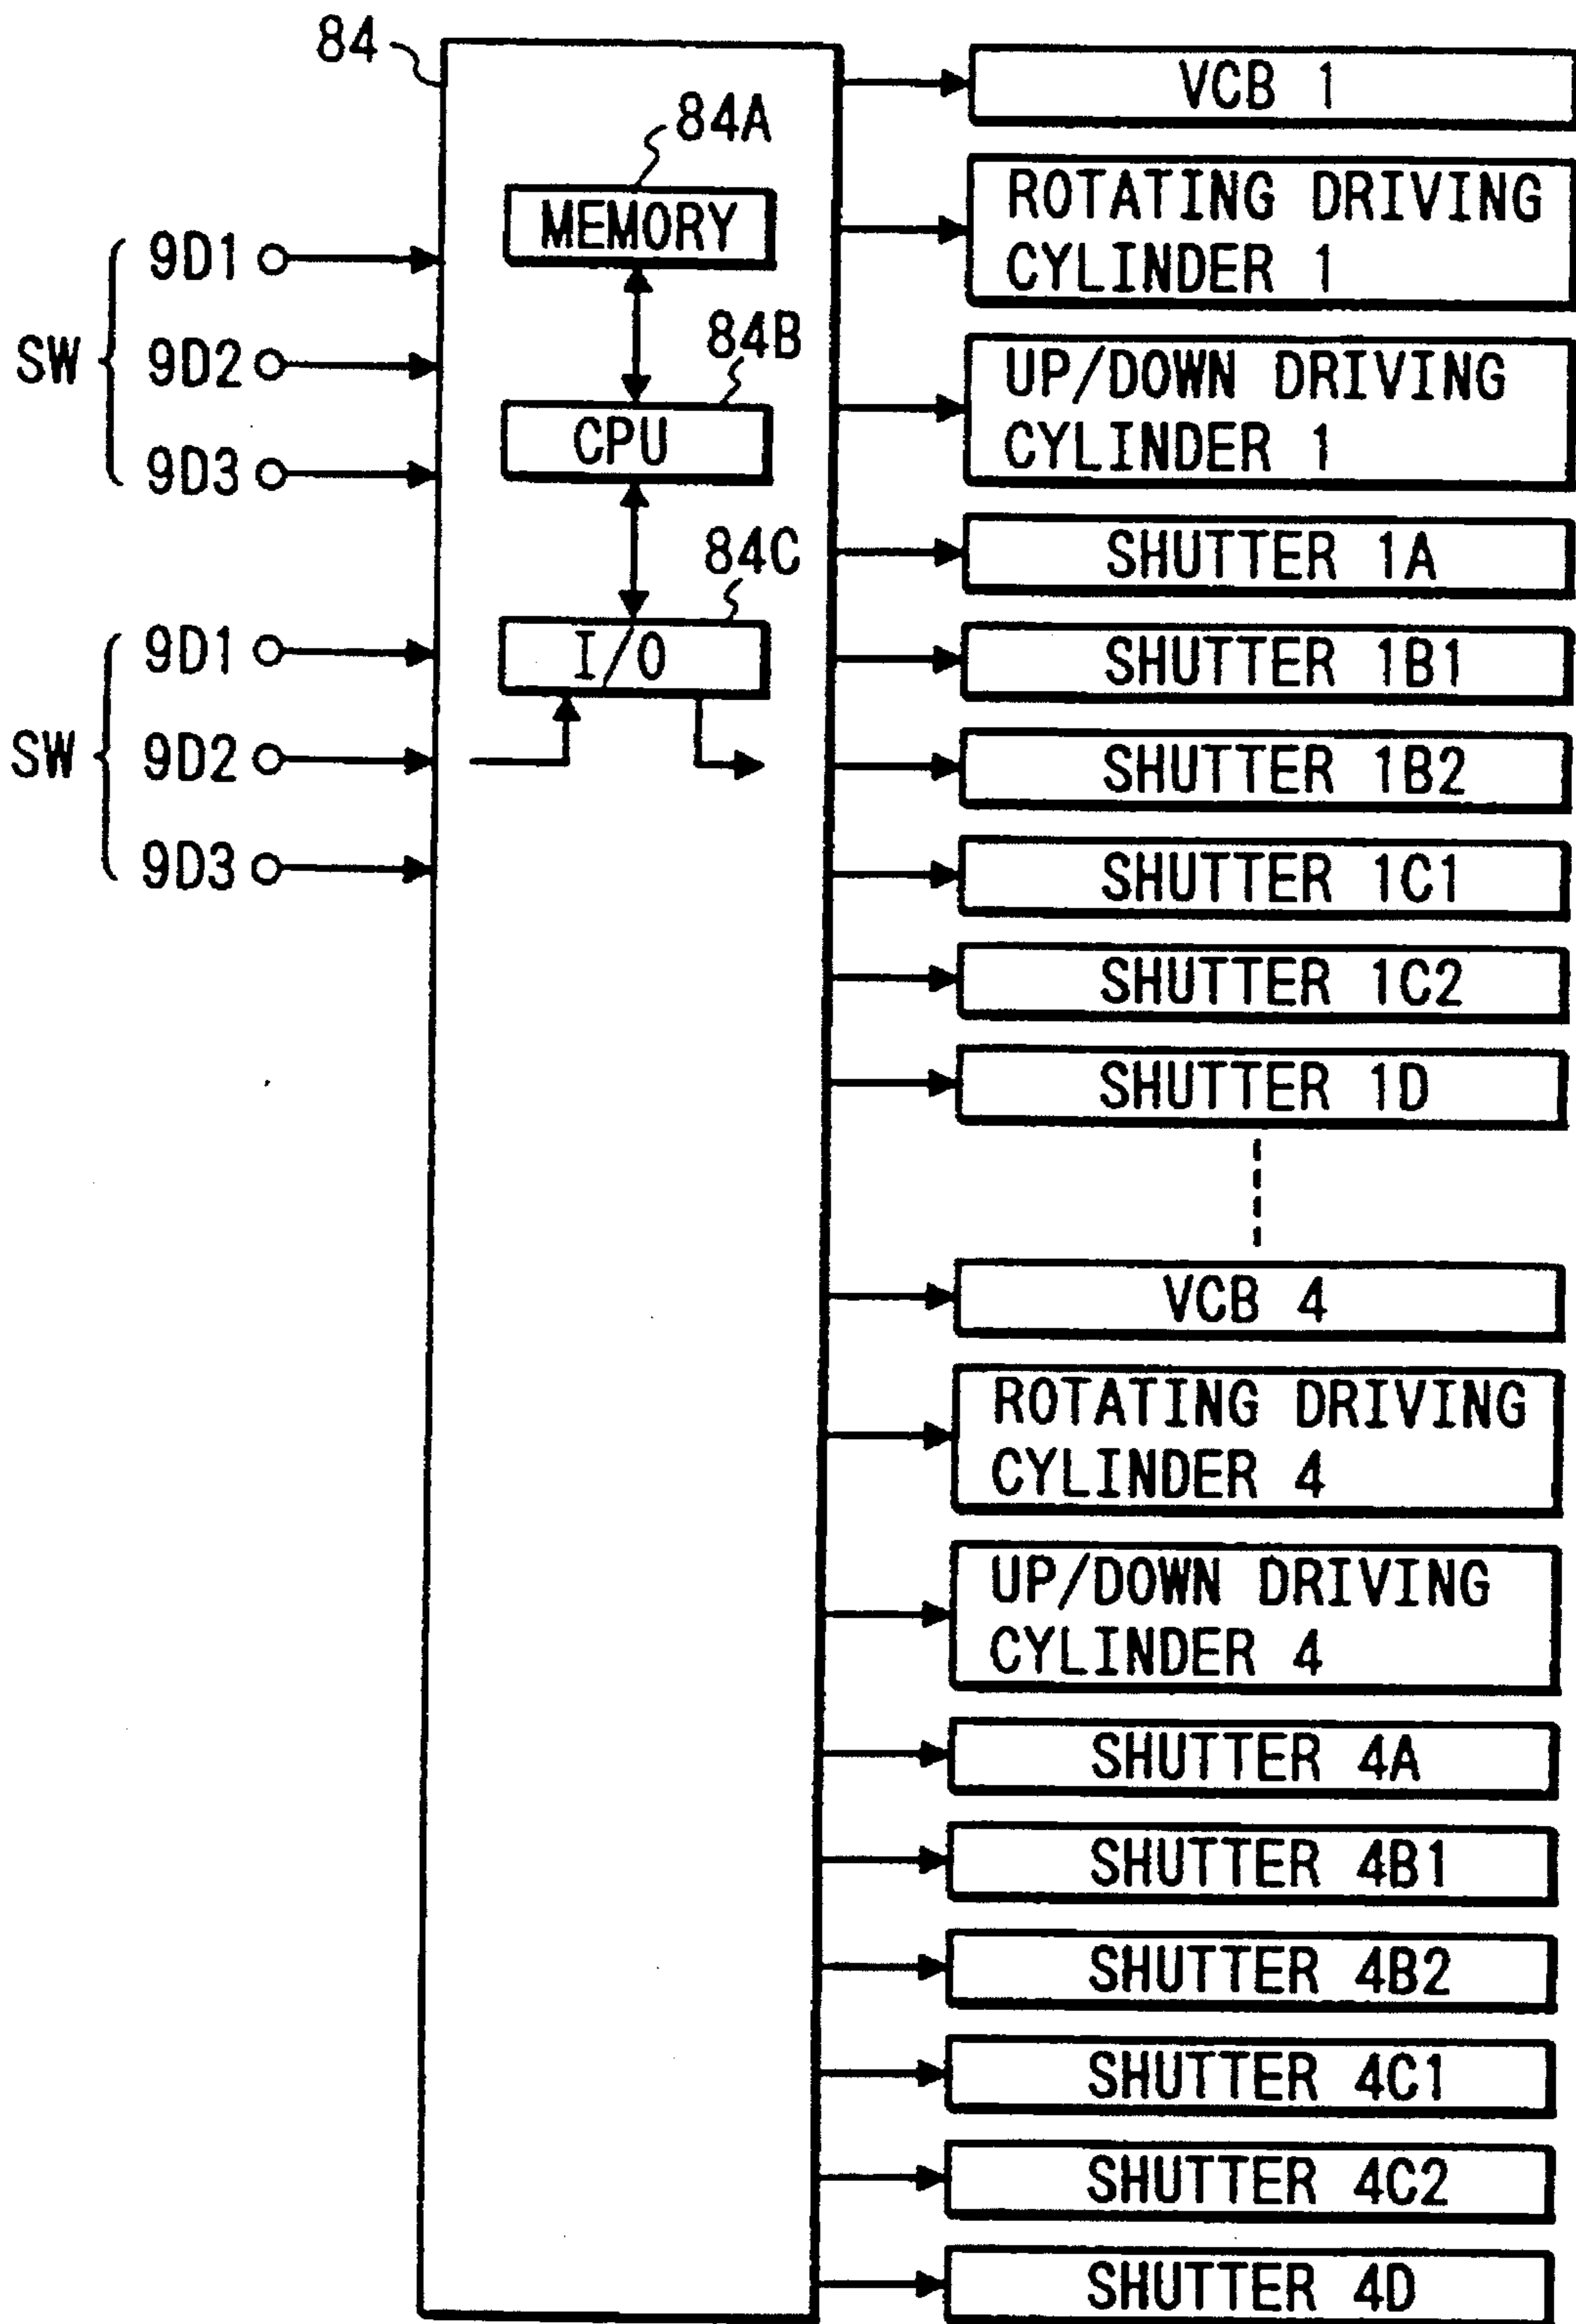 84
84A
MEMORY
84B
CPU
84C
I/O
SW
9D1
9D2
9D3
SW
9D1
9D2
9D3
VCB 1
ROTATING DRIVING
CYLINDER 1
UP/DOWN DRIVING
CYLINDER 1
SHUTTER 1A
SHUTTER 1B1
SHUTTER 1B2
SHUTTER 1C1
SHUTTER 1C2
SHUTTER 1D
VCB 4
ROTATING DRIVING
CYLINDER 4
UP/DOWN DRIVING
CYLINDER 4
SHUTTER 4A
SHUTTER 4B1
SHUTTER 4B2
SHUTTER 4C1
SHUTTER 4C2
SHUTTER 4D